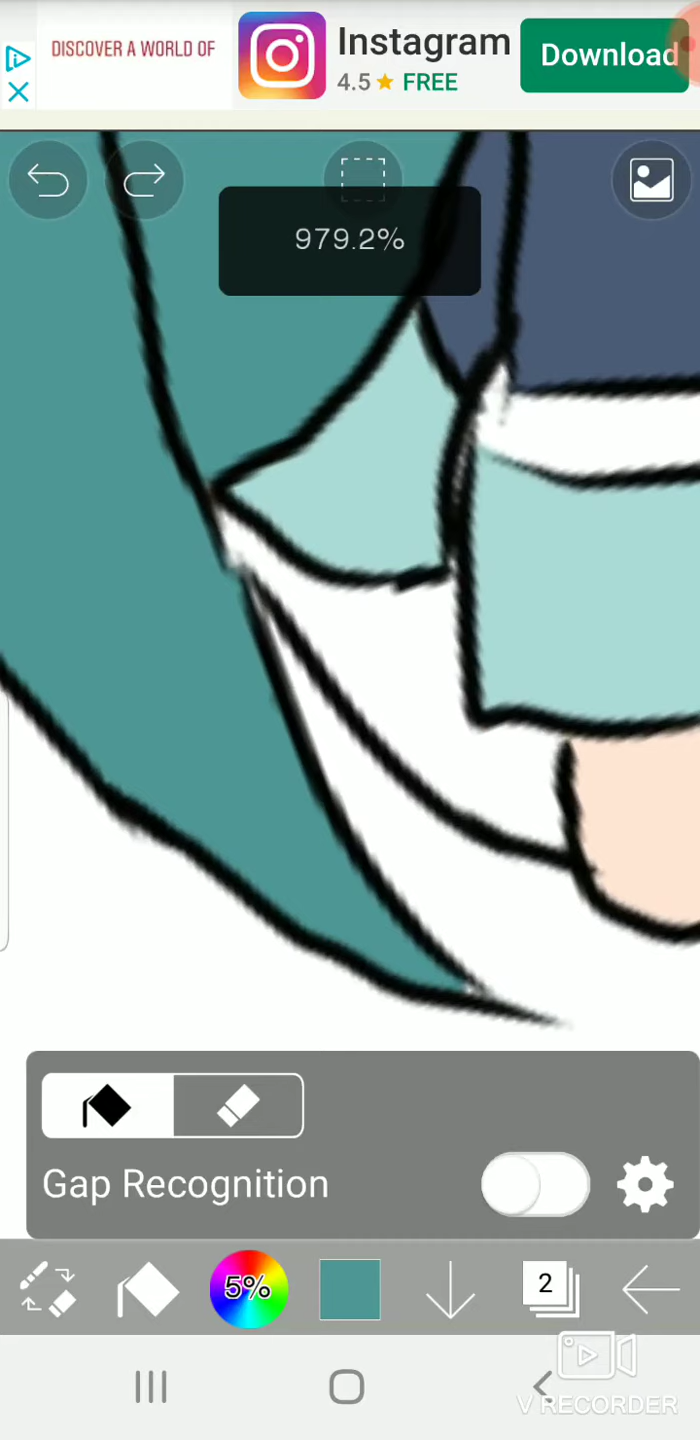 DISCOVER A WORLD OF
Instagram
4.5 ★ FREE
Download
979.2%
Gap Recognition
5%
2
V RECORDER